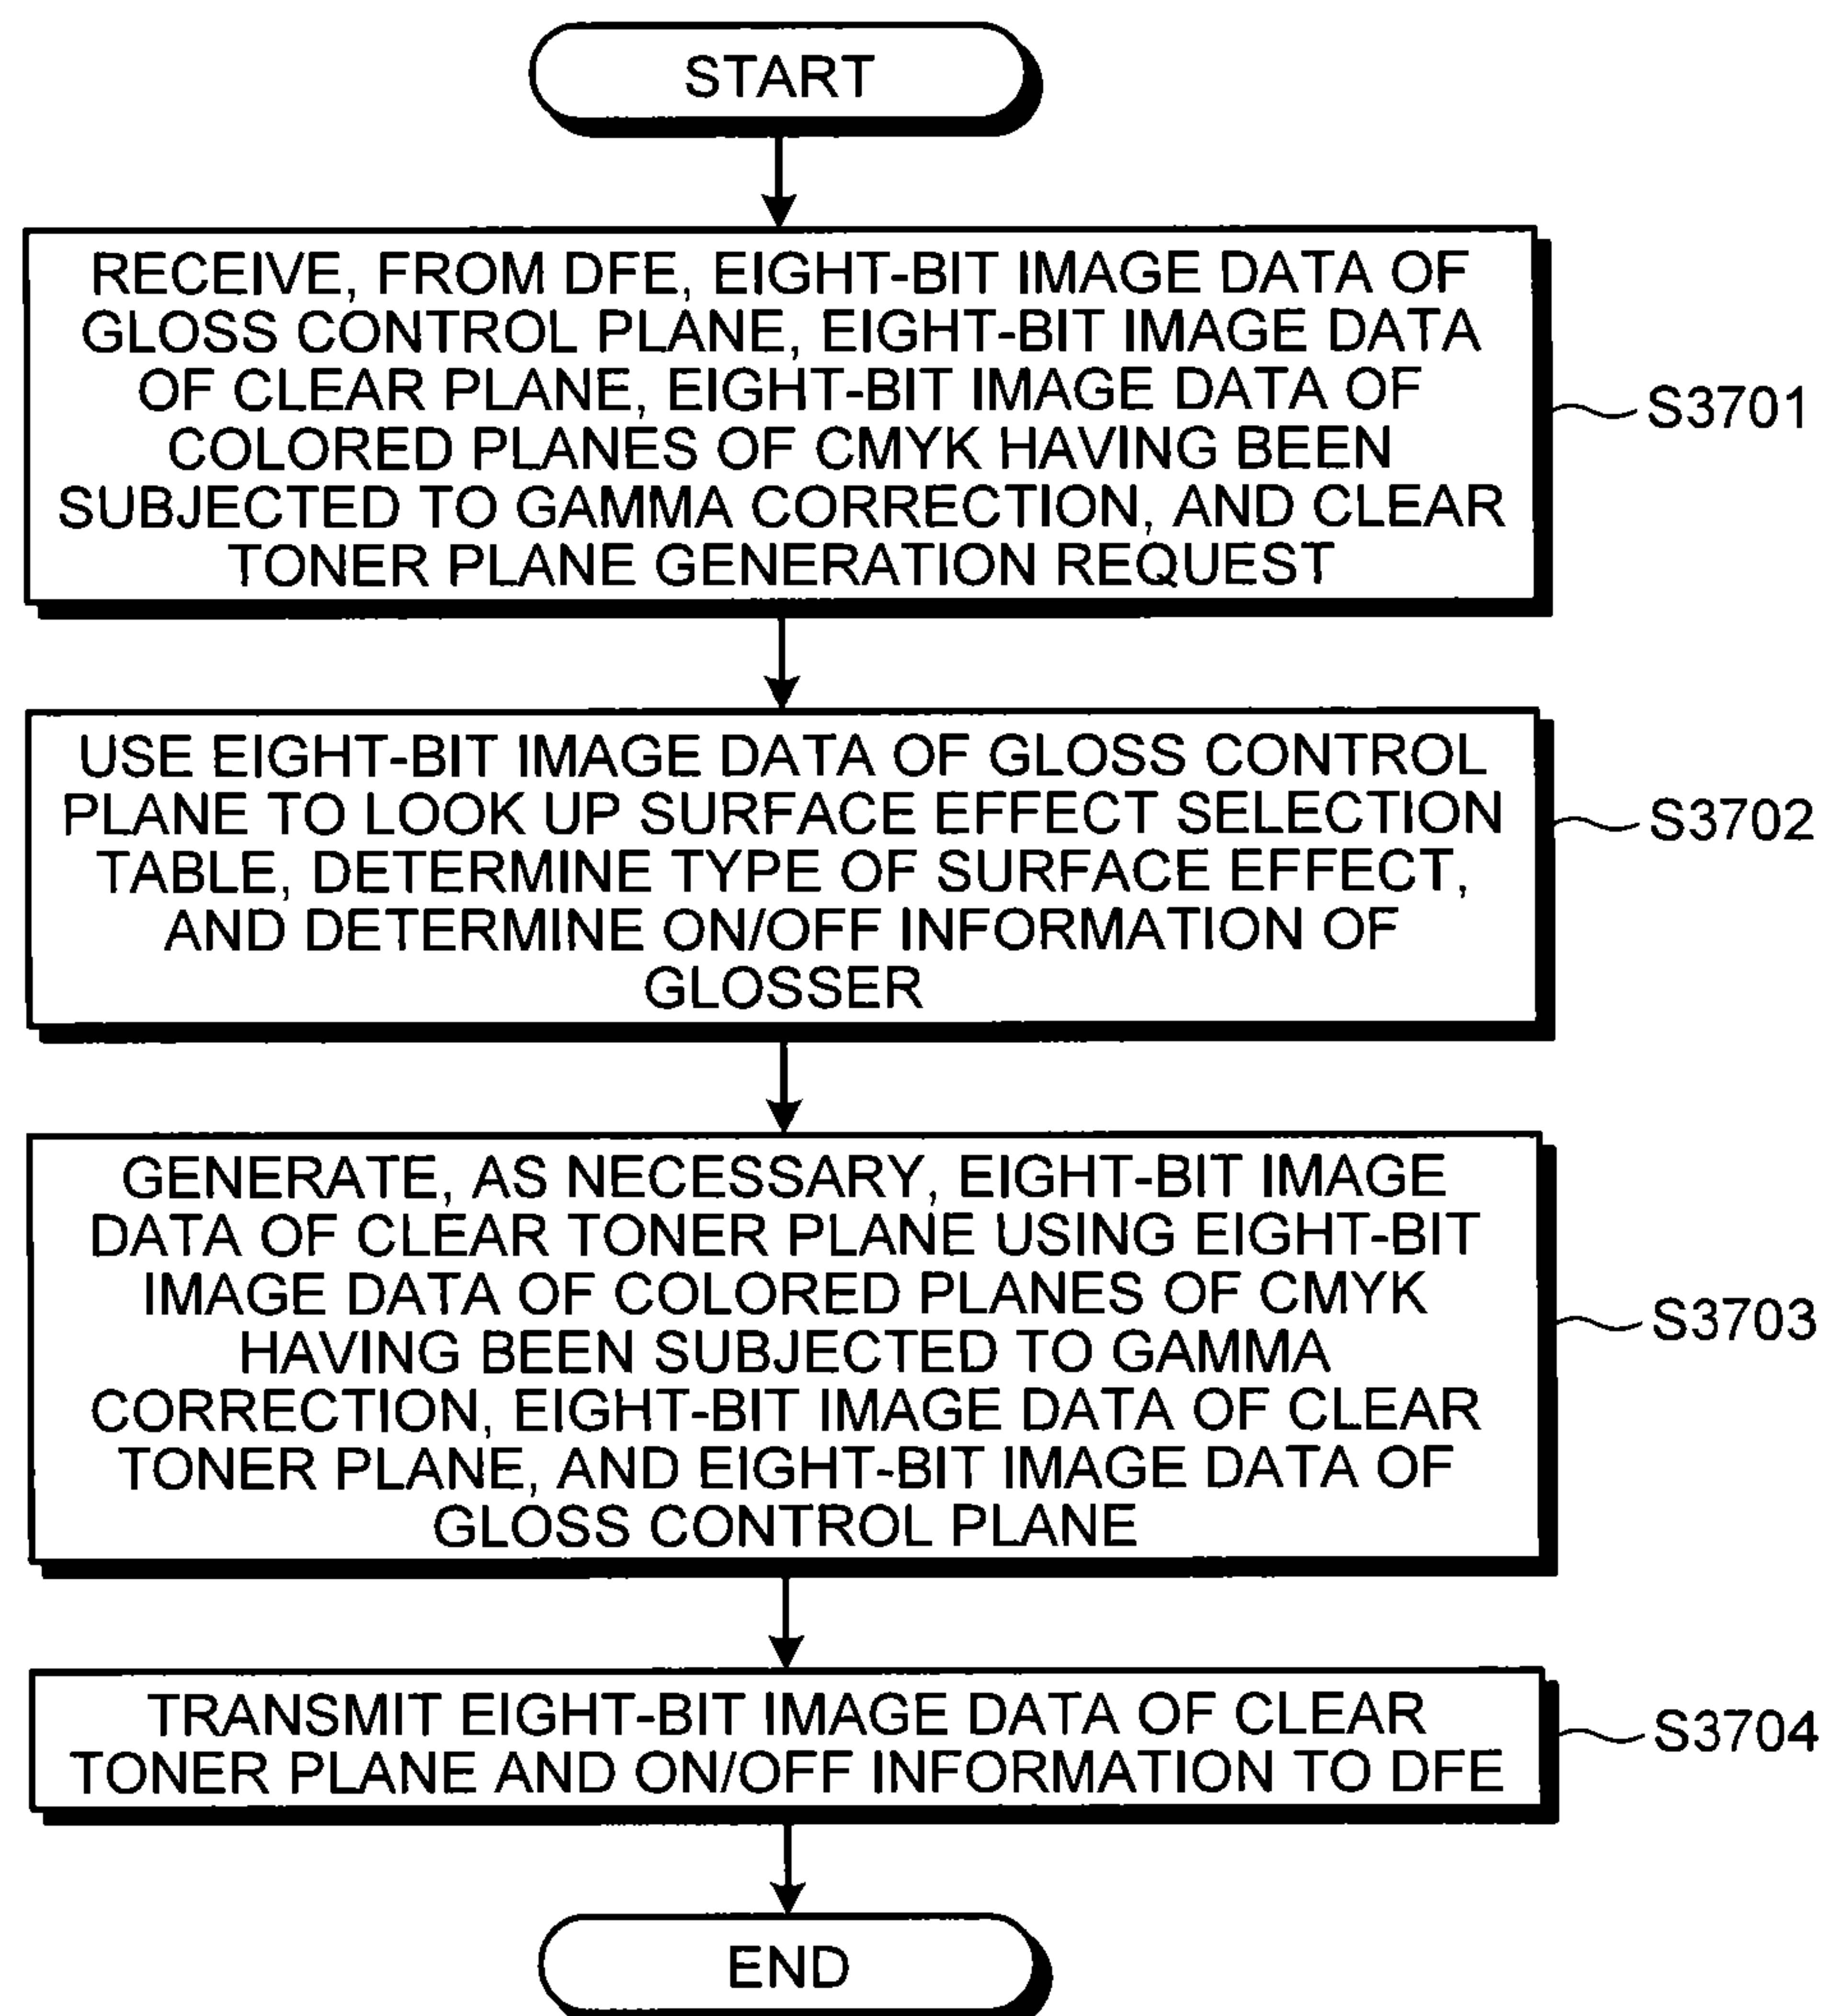 START
RECEIVE, FROM DFE, EIGHT-BIT IMAGE DATA OF
GLOSS CONTROL PLANE, EIGHT-BIT IMAGE DATA
OF CLEAR PLANE, EIGHT-BIT IMAGE DATA OF
COLORED PLANES OF CMYK HAVING BEEN
SUBJECTED TO GAMMA CORRECTION, AND CLEAR
TONER PLANE GENERATION REQUEST
S3701
USE EIGHT-BIT IMAGE DATA OF GLOSS CONTROL
PLANE TO LOOK UP SURFACE EFFECT SELECTION
TABLE, DETERMINE TYPE OF SURFACE EFFECT,
AND DETERMINE ON/OFF INFORMATION OF
GLOSSER
S3702
GENERATE, AS NECESSARY, EIGHT-BIT IMAGE
DATA OF CLEAR TONER PLANE USING EIGHT-BIT
IMAGE DATA OF COLORED PLANES OF CMYK
HAVING BEEN SUBJECTED TO GAMMA
CORRECTION, EIGHT-BIT IMAGE DATA OF CLEAR
TONER PLANE, AND EIGHT-BIT IMAGE DATA OF
GLOSS CONTROL PLANE
S3703
TRANSMIT EIGHT-BIT IMAGE DATA OF CLEAR
TONER PLANE AND ON/OFF INFORMATION TO DFE
S3704
END